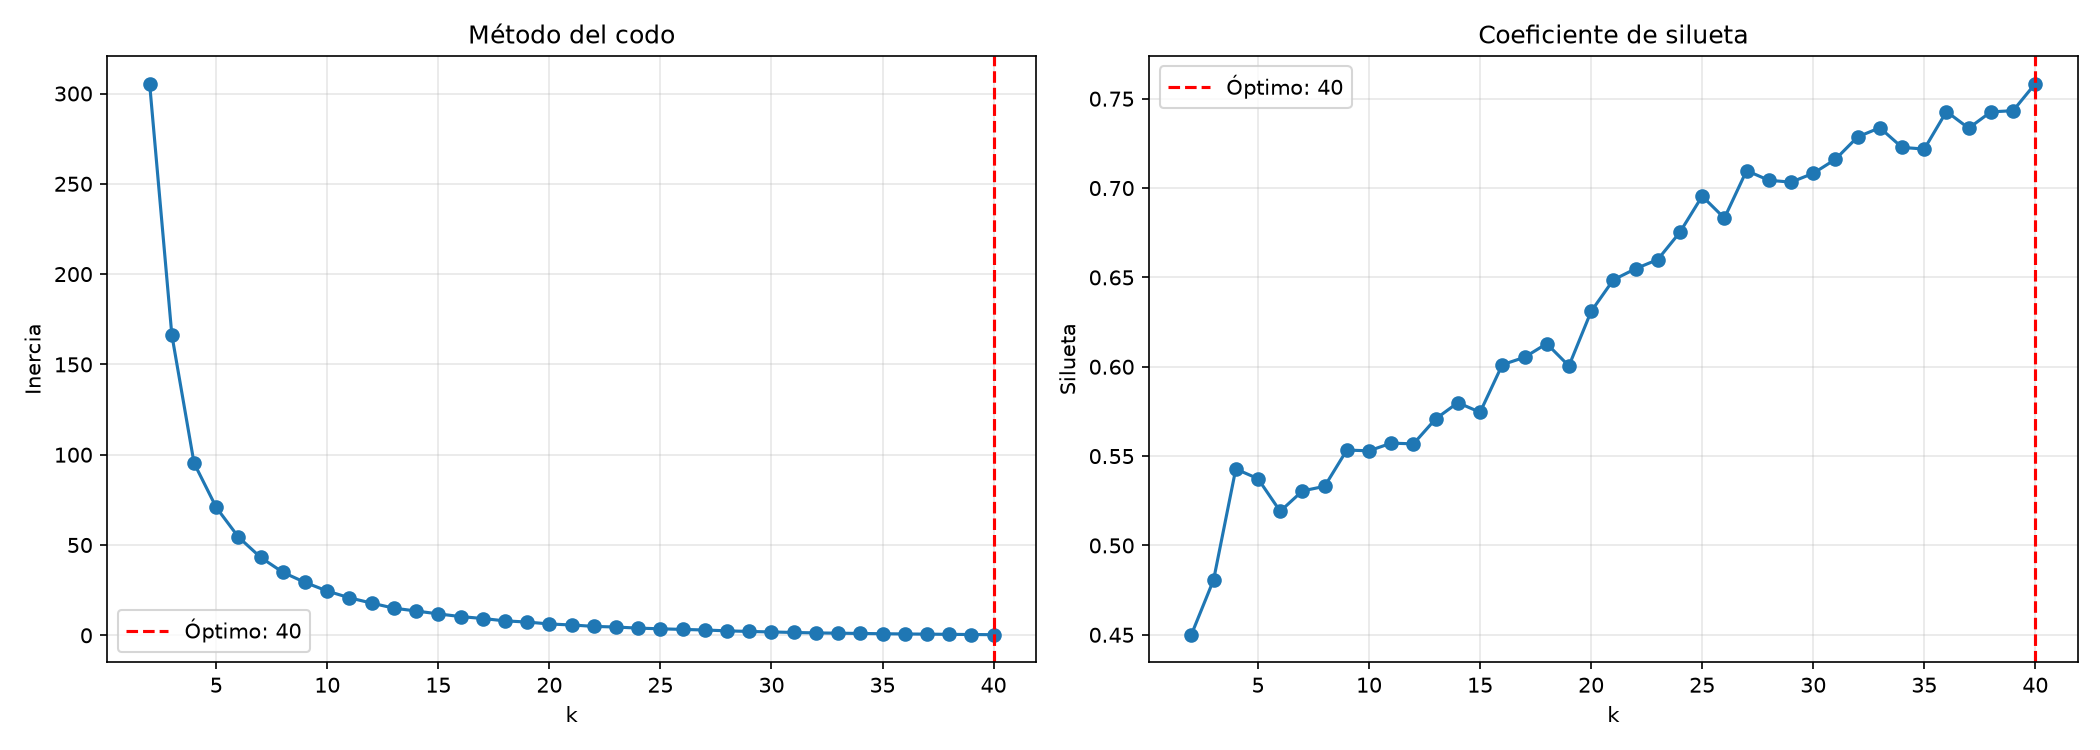 Método del codo
300
250
200
150
100
50
0
Inercia
Óptimo: 40
5 10 15 20 25 30 35 40
k
Coeficiente de silueta
Óptimo: 40
0.75
0.70
0.65
0.60
0.55
0.50
0.45
Silueta
5 10 15 20 25 30 35 40
k